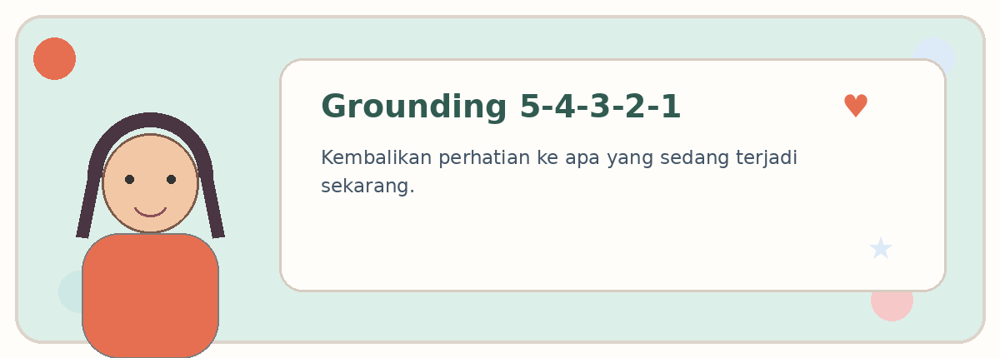 Grounding 5-4-3-2-1 ♥
Kembalikan perhatian ke apa yang sedang terjadi
sekarang.